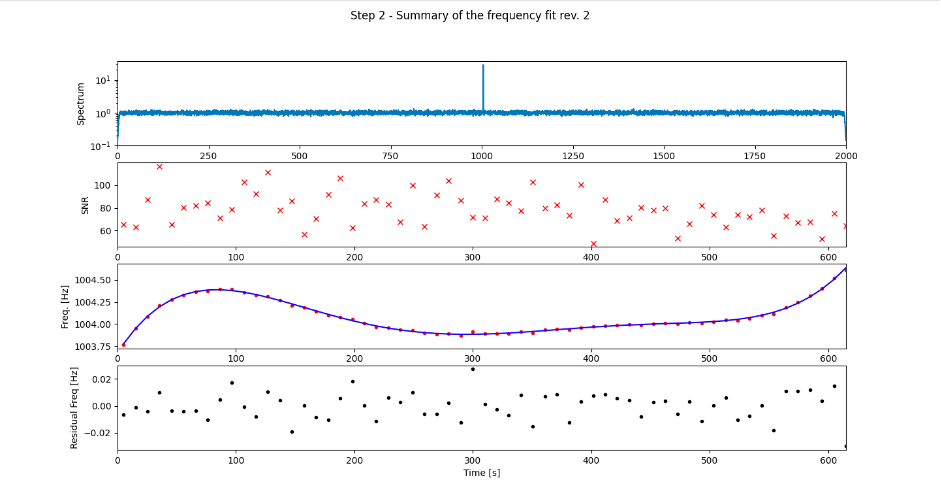 Step 2 - Summary of the frequency fit rev. 2
Spectrum
10¹
10⁰
10⁻¹
0 250 500 750 1000 1250 1500 1750 2000
SNR
100
60
0 100 200 300 400 500 600
Freq. [Hz]
1004.50
1004.25
1004.00
1003.75
0 100 200 300 400 500 600
Residual Freq [Hz]
0.02
0.00
−0.02
0 100 200 300 400 500 600
Time [s]